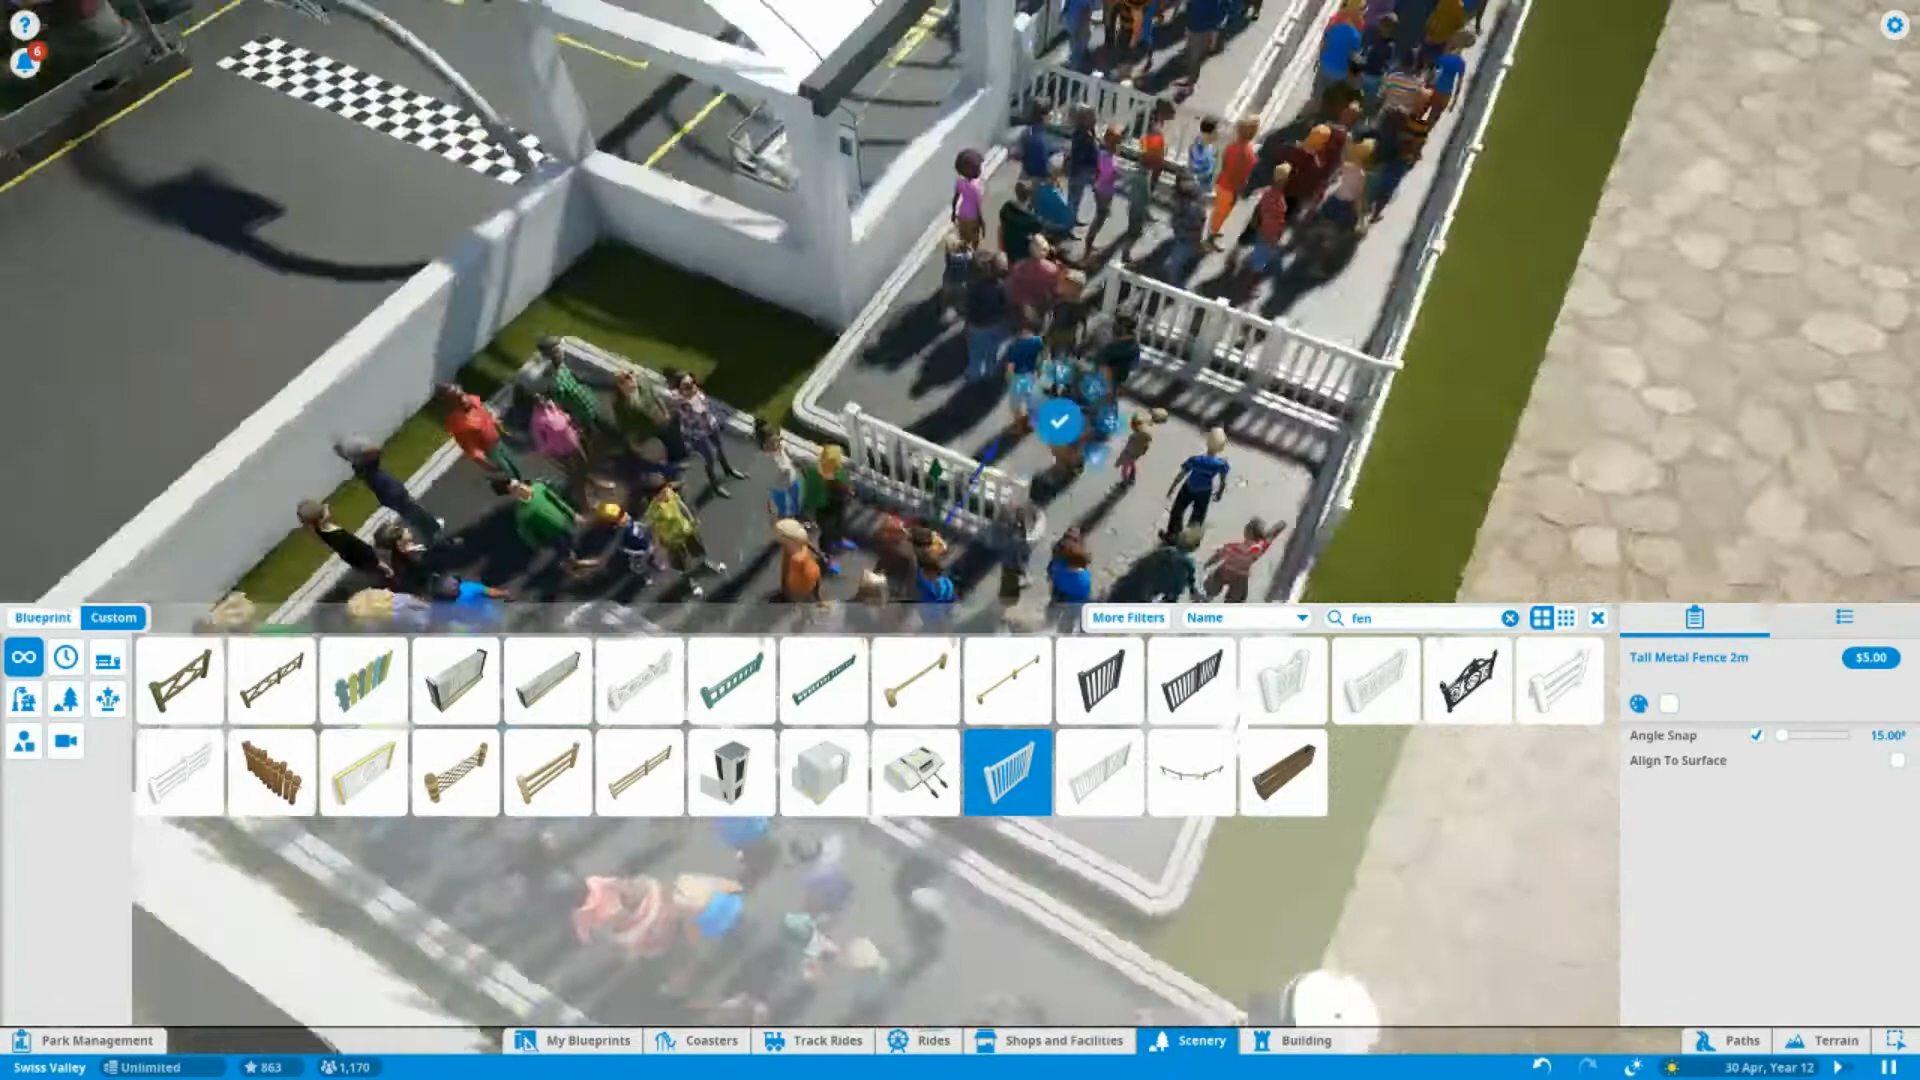 ?
6
Blueprint Custom
More Filters Name fen
Tall Metal Fence 2m $5.00
Angle Snap 15.00°
Align To Surface
Park Management My Blueprints Coasters Track Rides Rides Shops and Facilities Scenery Building Paths Terrain
Swiss Valley Unlimited 863 1,170 30 Apr, Year 12